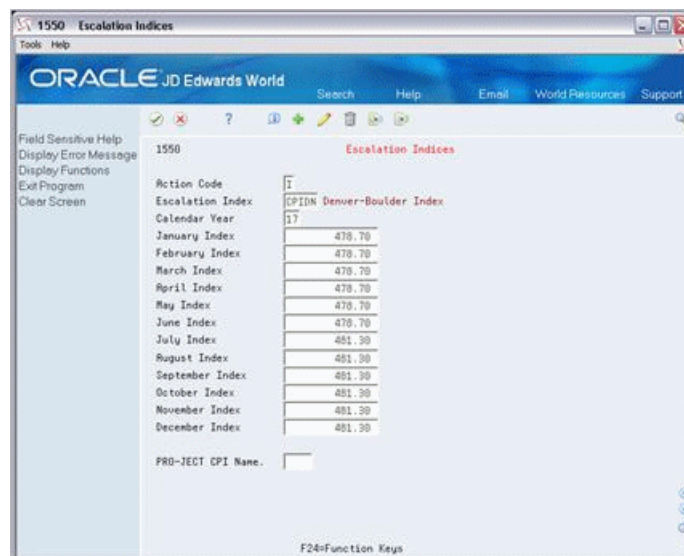 1550 Escalation Indices
Tools Help
ORACLE JD Edwards World
Search Help Email World Resources Support
Field Sensitive Help
Display Error Message
Display Functions
Exit Program
Clear Screen
1550 Escalation Indices
Action Code I
Escalation Index CPIDN Denver-Boulder Index
Calendar Year 17
January Index 478.70
February Index 478.70
March Index 478.70
April Index 478.70
May Index 478.70
June Index 478.70
July Index 481.30
August Index 481.30
September Index 481.30
October Index 481.30
November Index 481.30
December Index 481.30
PRO-JECT CPI Name.
F24=Function Keys